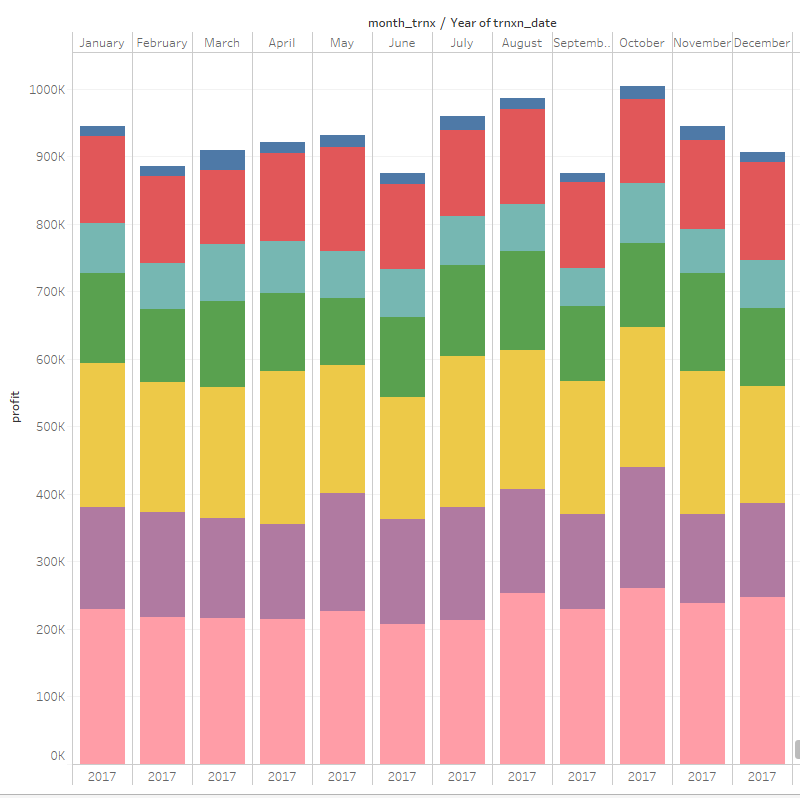 month_trnx / Year of trnxn_date
January February March April May June July August Septemb.. October November December
1000K
900K
800K
700K
600K
500K
400K
300K
200K
100K
0K
profit
2017 2017 2017 2017 2017 2017 2017 2017 2017 2017 2017 2017